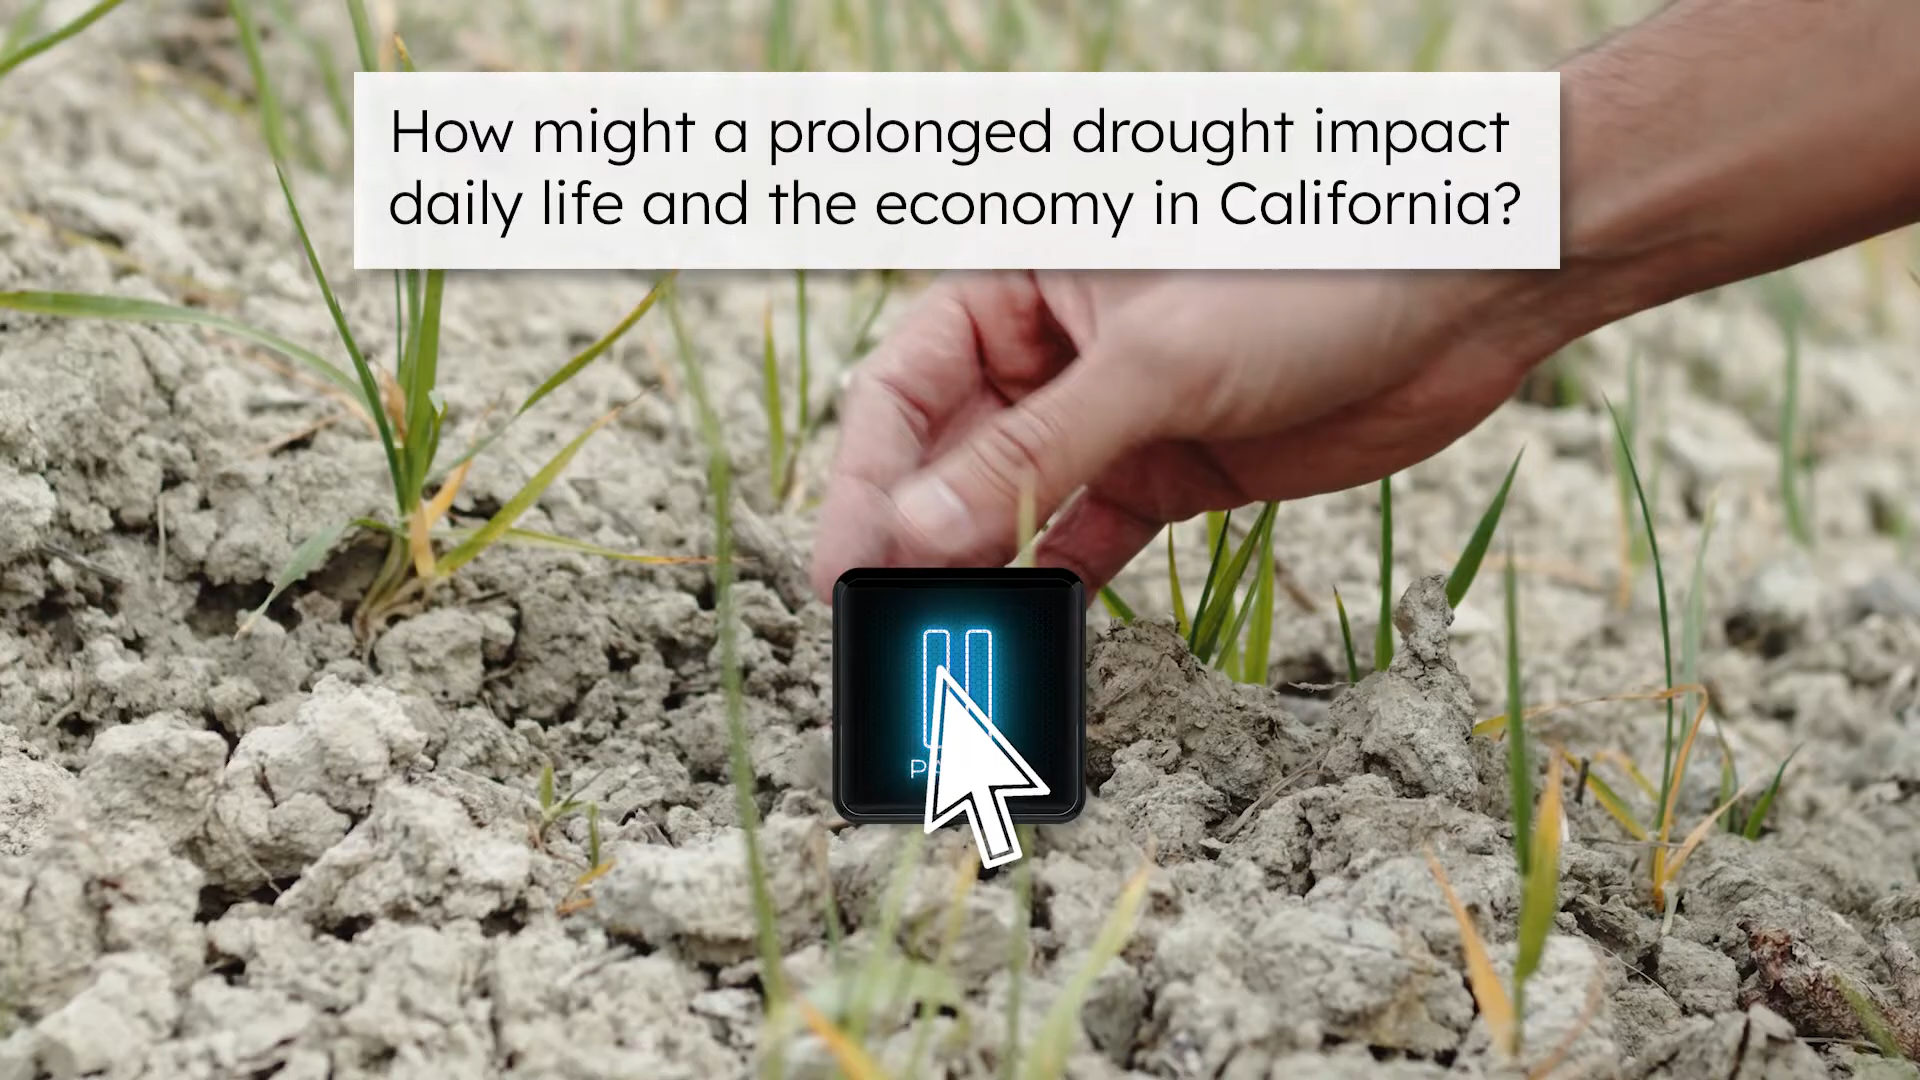 How might a prolonged drought impact
daily life and the economy in California?